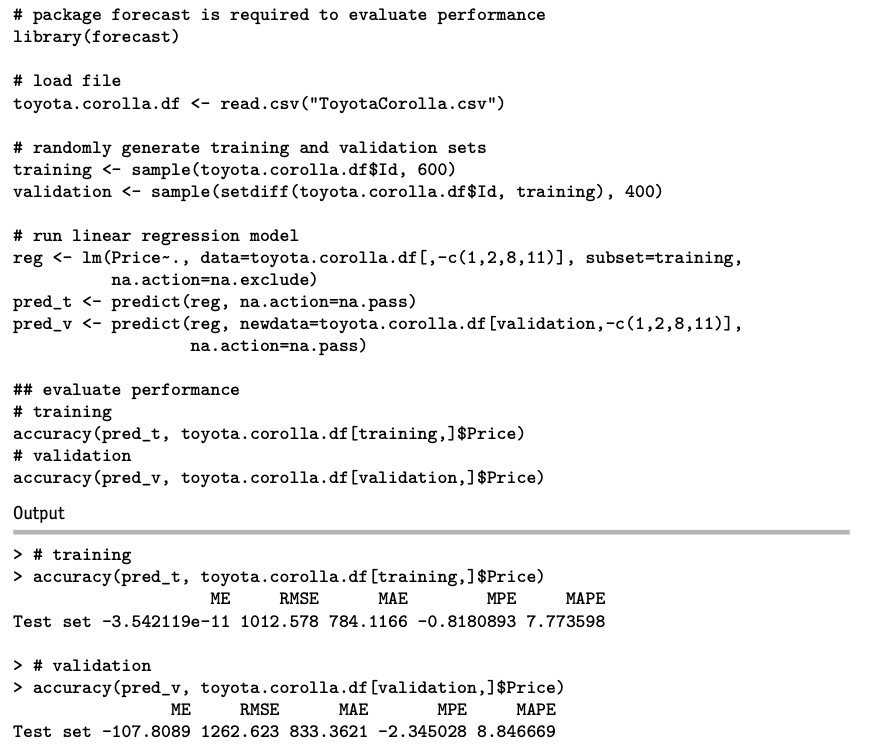 # package forecast is required to evaluate performance
library(forecast)
# load file
toyota.corolla.df <- read.csv("ToyotaCorolla.csv")
# randomly generate training and validation sets
training <- sample(toyota.corolla.df$Id, 600)
validation <- sample(setdiff(toyota.corolla.df$Id, training), 400)
# run linear regression model
reg <- lm(Price~., data=toyota.corolla.df[,-c(1,2,8,11)], subset=training,
na.action=na.exclude)
pred_t <- predict(reg, na.action=na.pass)
pred_v <- predict(reg, newdata=toyota.corolla.df[validation,-c(1,2,8,11)],
na.action=na.pass)
## evaluate performance
# training
accuracy(pred_t, toyota.corolla.df[training,]$Price)
# validation
accuracy(pred_v, toyota.corolla.df[validation,]$Price)
Output
> # training
> accuracy(pred_t, toyota.corolla.df[training,]$Price)
ME RMSE MAE MPE MAPE
Test set -3.542119e-11 1012.578 784.1166 -0.8180893 7.773598
> # validation
> accuracy(pred_v, toyota.corolla.df[validation,]$Price)
ME RMSE MAE MPE MAPE
Test set -107.8089 1262.623 833.3621 -2.345028 8.846669